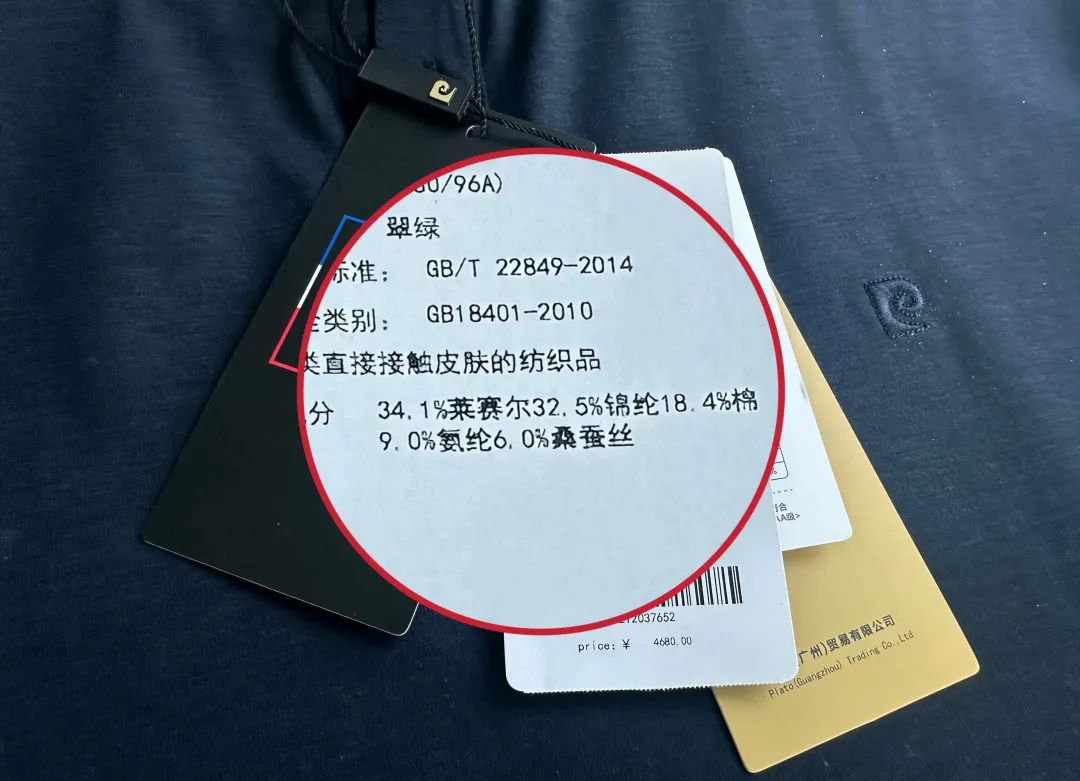 80/96A)
翠绿
标准： GB/T 22849-2014
全类别： GB18401-2010
类直接接触皮肤的纺织品
分 34.1%莱赛尔32.5%锦纶18.4%棉
9.0%氨纶6.0%桑蚕丝
2037652
price:¥ 4680.00
广州)贸易有限公司
Plato(Guangzhou) Trading Co.,Ltd